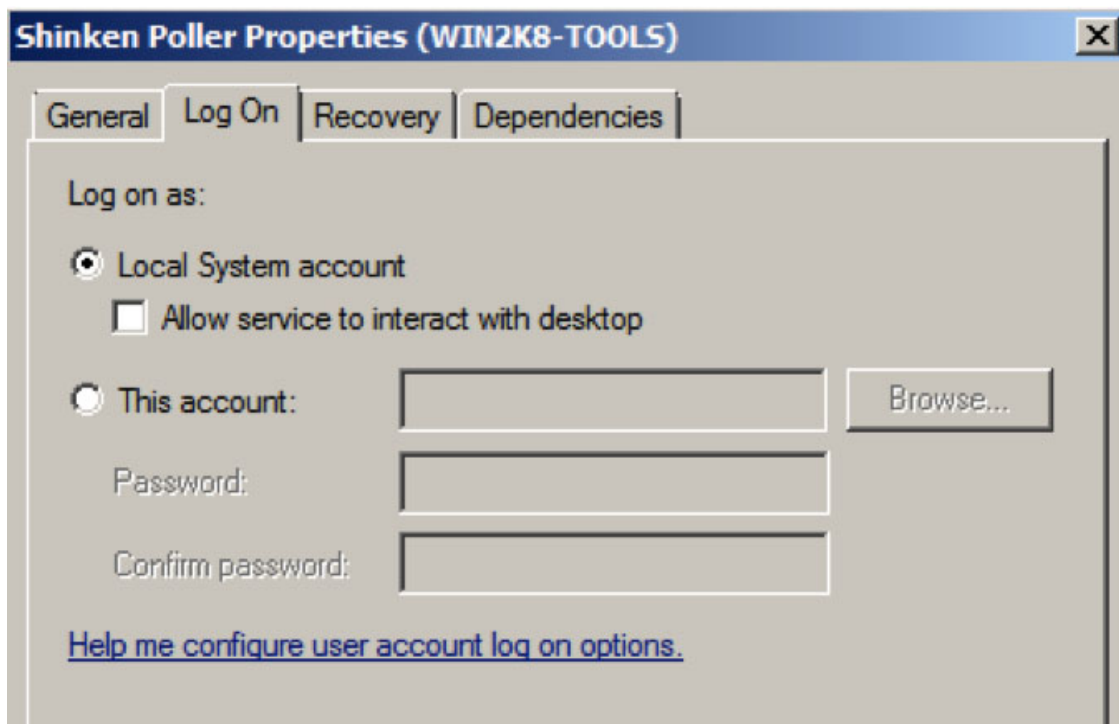 Shinken Poller Properties (WIN2K8-TOOLS)
General Log On Recovery Dependencies
Log on as:
Local System account
Allow service to interact with desktop
This account: Browse...
Password:
Confirm password:
Help me configure user account log on options.